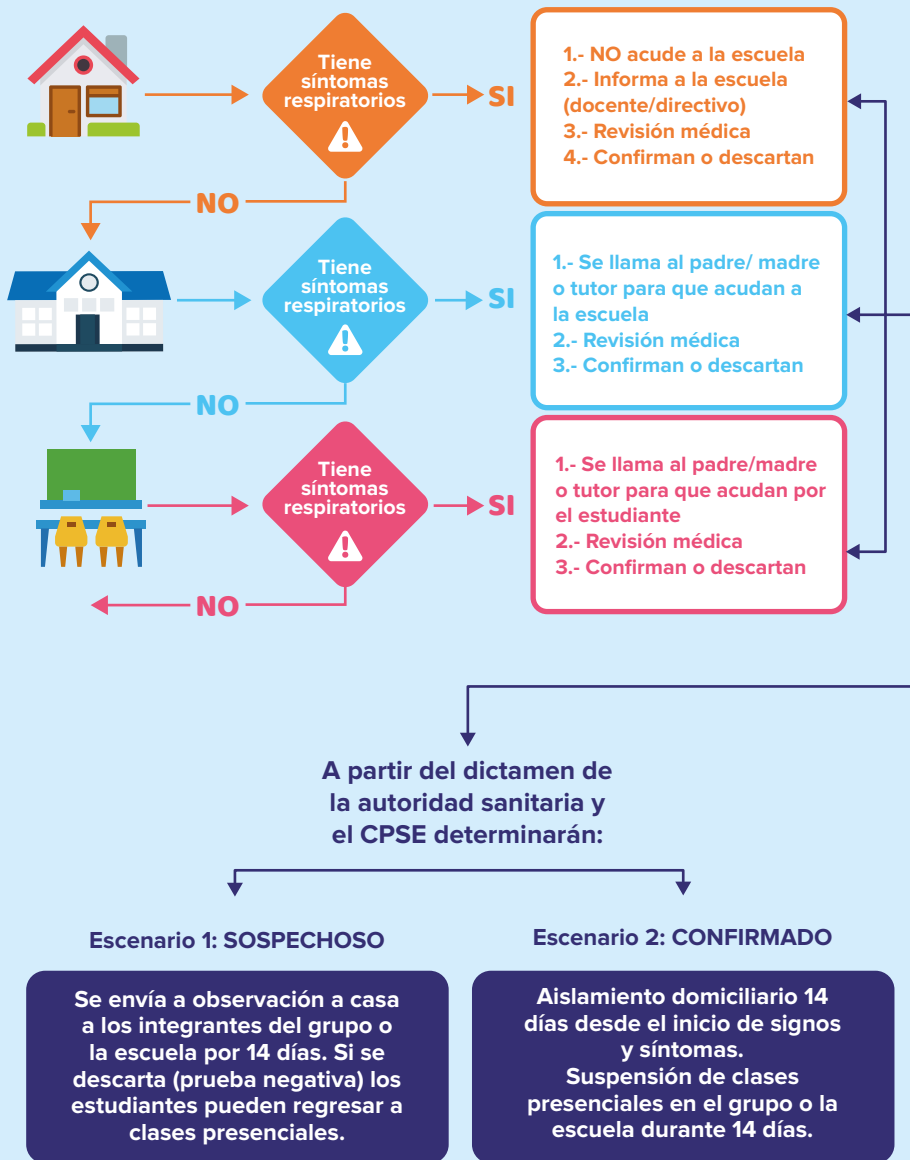 Tiene
síntomas
respiratorios
SI
1.- NO acude a la escuela
2.- Informa a la escuela
(docente/directivo)
3.- Revisión médica
4.- Confirman o descartan
NO
Tiene
síntomas
respiratorios
SI
1.- Se llama al padre/ madre
o tutor para que acudan a
la escuela
2.- Revisión médica
3.- Confirman o descartan
NO
Tiene
síntomas
respiratorios
SI
1.- Se llama al padre/madre
o tutor para que acudan por
el estudiante
2.- Revisión médica
3.- Confirman o descartan
NO
A partir del dictamen de
la autoridad sanitaria y
el CPSE determinarán:
Escenario 1: SOSPECHOSO
Se envía a observación a casa
a los integrantes del grupo o
la escuela por 14 días. Si se
descarta (prueba negativa) los
estudiantes pueden regresar a
clases presenciales.
Escenario 2: CONFIRMADO
Aislamiento domiciliario 14
días desde el inicio de signos
y síntomas.
Suspensión de clases
presenciales en el grupo o la
escuela durante 14 días.